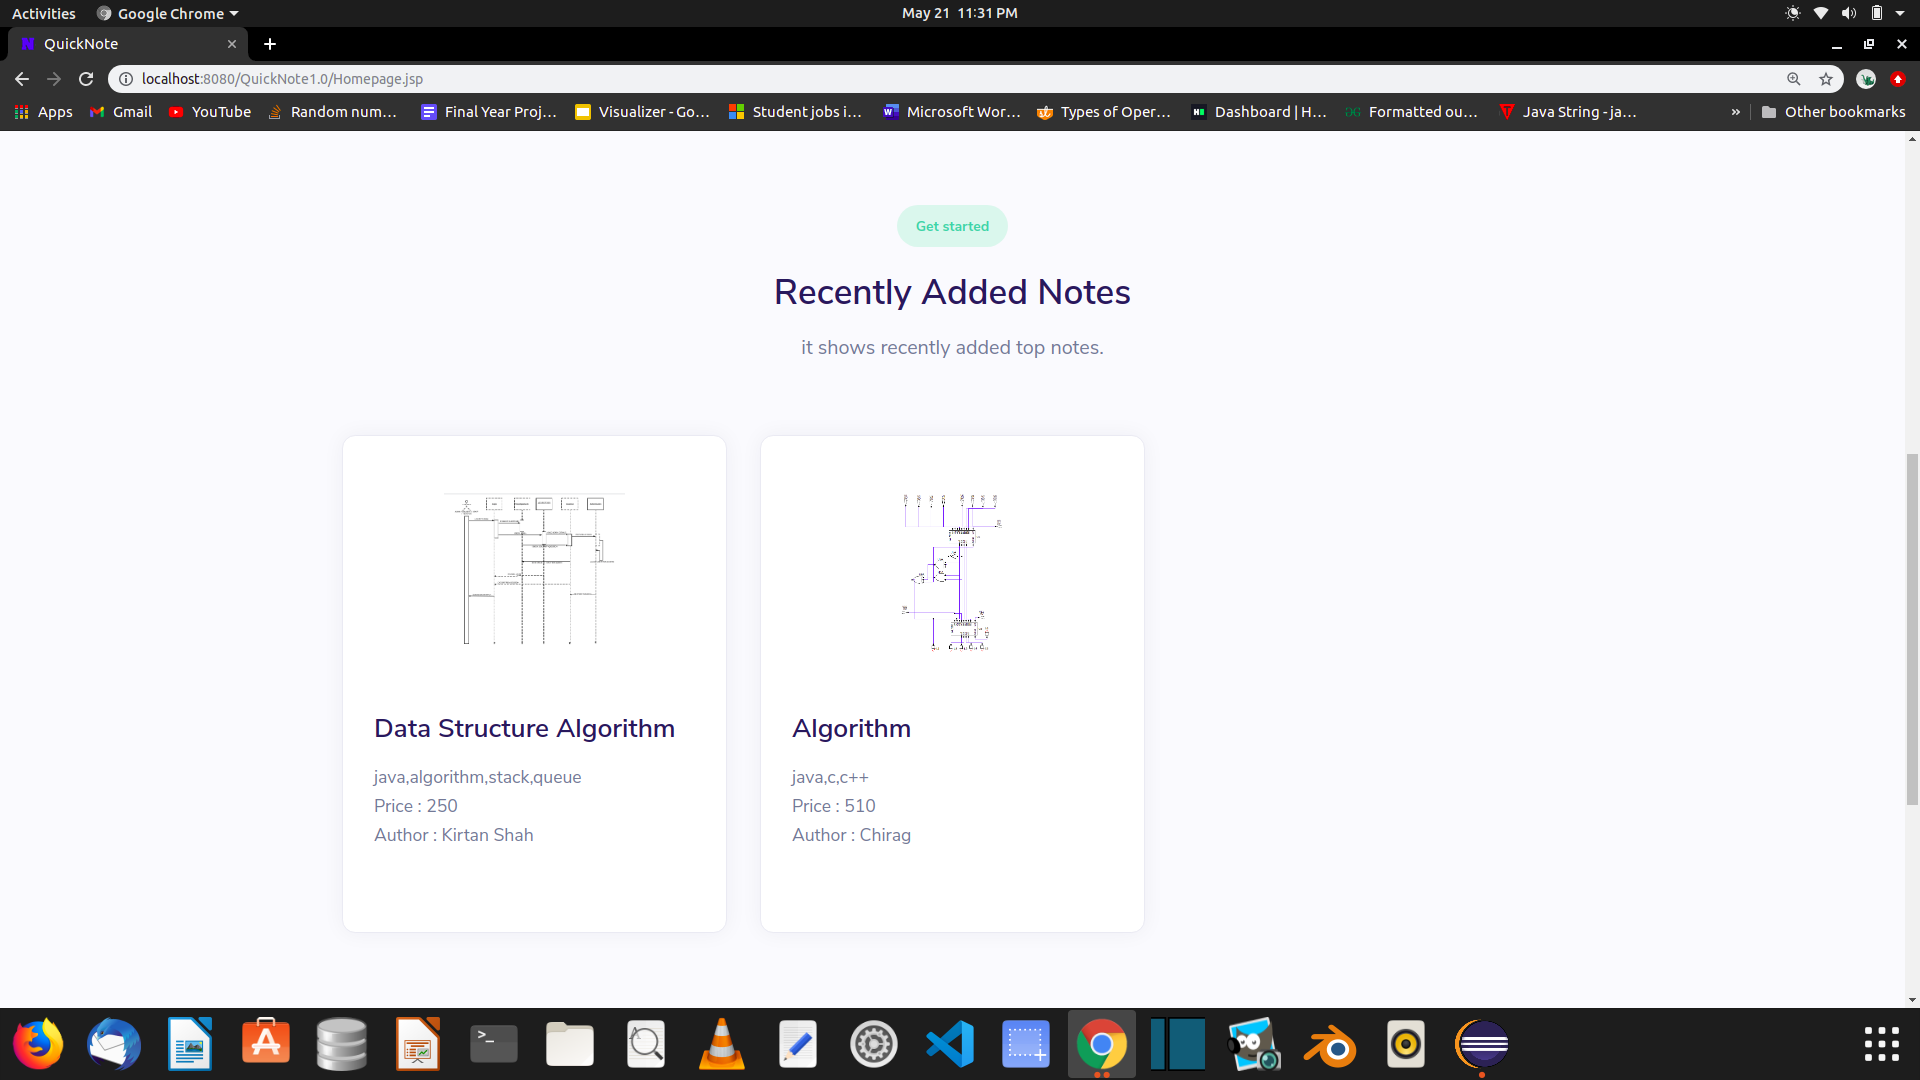 Activities
Google Chrome
May 21 11:31 PM
QuickNote
localhost:8080/QuickNote1.0/Homepage.jsp
Apps
Gmail
YouTube
Random num...
Final Year Proj...
Visualizer - Go...
Student jobs i...
Microsoft Wor...
Types of Oper...
Dashboard | H...
Formatted ou...
Java String - ja...
»
Other bookmarks
Get started
Recently Added Notes
it shows recently added top notes.
Data Structure Algorithm
java,algorithm,stack,queue
Price : 250
Author : Kirtan Shah
Algorithm
java,c,c++
Price : 510
Author : Chirag